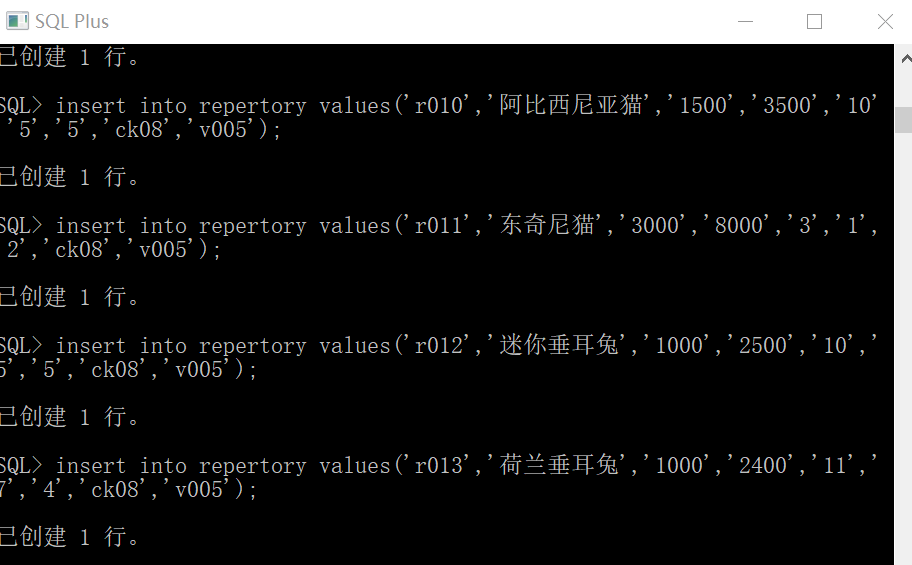 SQL Plus
已创建 1 行。
SQL> insert into repertory values('r010','阿比西尼亚猫','1500','3500','10'
'5','5','ck08','v005');
已创建 1 行。
SQL> insert into repertory values('r011','东奇尼猫','3000','8000','3','1',
2','ck08','v005');
已创建 1 行。
SQL> insert into repertory values('r012','迷你垂耳兔','1000','2500','10','
5','5','ck08','v005');
已创建 1 行。
SQL> insert into repertory values('r013','荷兰垂耳兔','1000','2400','11','
7','4','ck08','v005');
已创建 1 行。